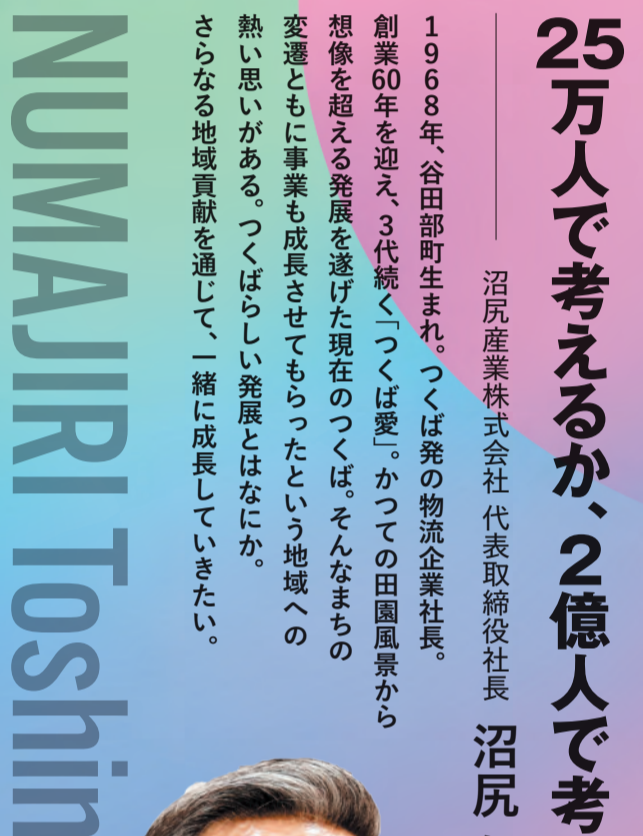 25万人で考えるか、2億人で考
沼尻産業株式会社 代表取締役社長 沼尻
1968年、谷田部町生まれ。つくば発の物流企業社長。
創業60年を迎え、3代続く「つくば愛」。かつての田園風景から
想像を超える発展を遂げた現在のつくば。そんなまちの
変遷ともに事業も成長させてもらったという地域への
熱い思いがある。つくばらしい発展とはなにか。
さらなる地域貢献を通じて、一緒に成長していきたい。
NUMAJIRI Toshin